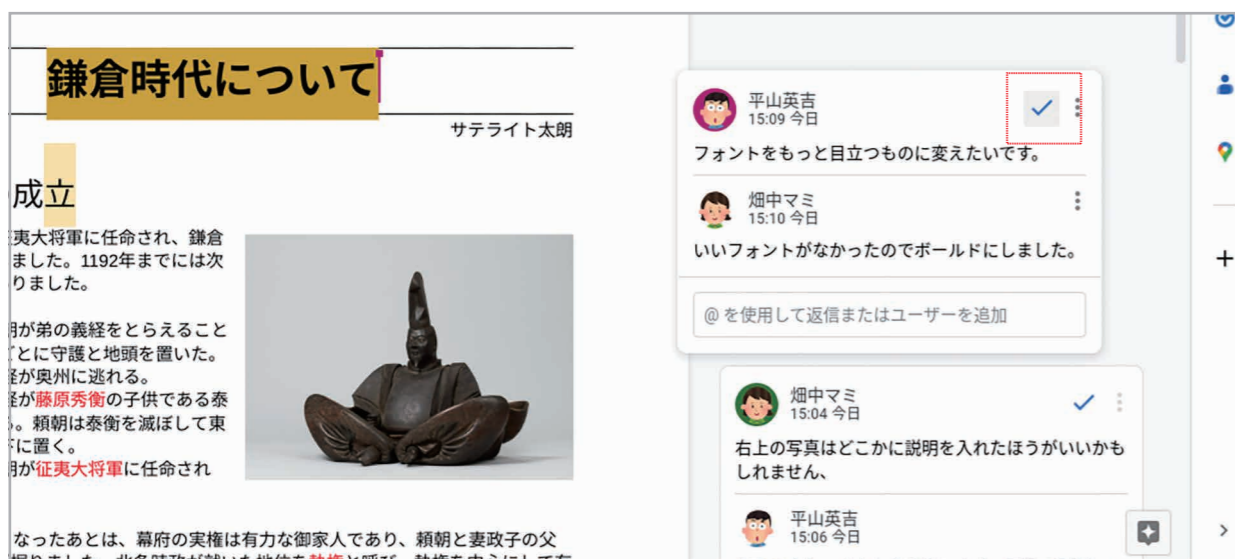 鎌倉時代について
サテライト太朗
成立
夷大将軍に任命され、鎌倉
ました。1192年までには次
りました。
が弟の義経をとらえること
とに守護と地頭を置いた。
経が奥州に逃れる。
経が藤原秀衡の子供である泰
。頼朝は泰衡を滅ぼして東
に置く。
が征夷大将軍に任命され
なったあとは、幕府の実権は有力な御家人であり、頼朝と妻政子の父
平山英吉
15:09 今日
フォントをもっと目立つものに変えたいです。
畑中マミ
15:10 今日
いいフォントがなかったのでボールドにしました。
@ を使用して返信またはユーザーを追加
畑中マミ
15:04 今日
右上の写真はどこかに説明を入れたほうがいいかも
しれません、
平山英吉
15:06 今日